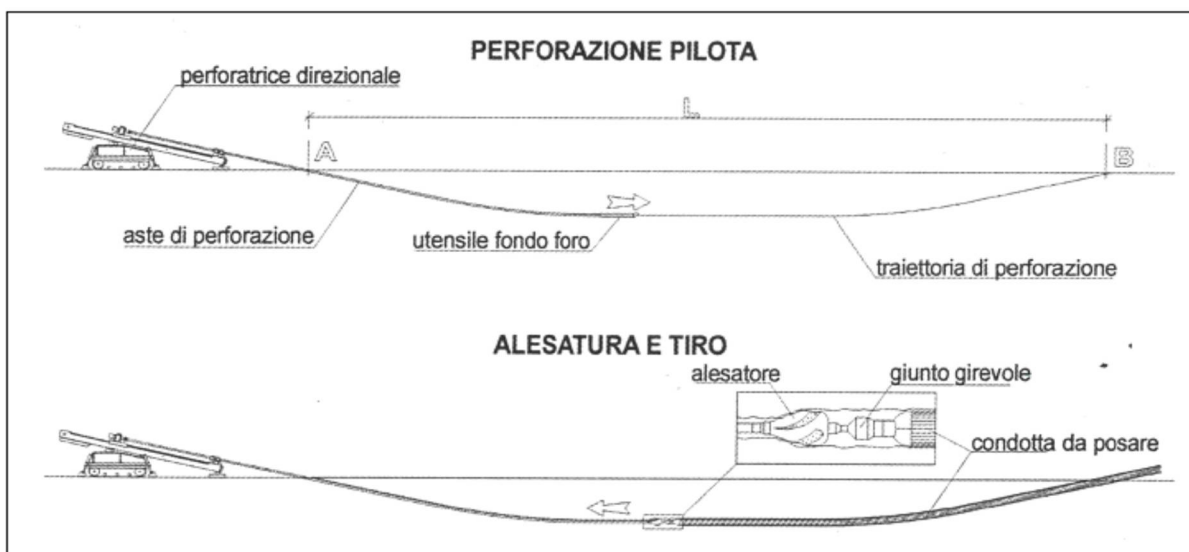 PERFORAZIONE PILOTA
perforatrice direzionale
L
A
B
aste di perforazione
utensile fondo foro
traiettoria di perforazione
ALESATURA E TIRO
alesatore
giunto girevole
condotta da posare